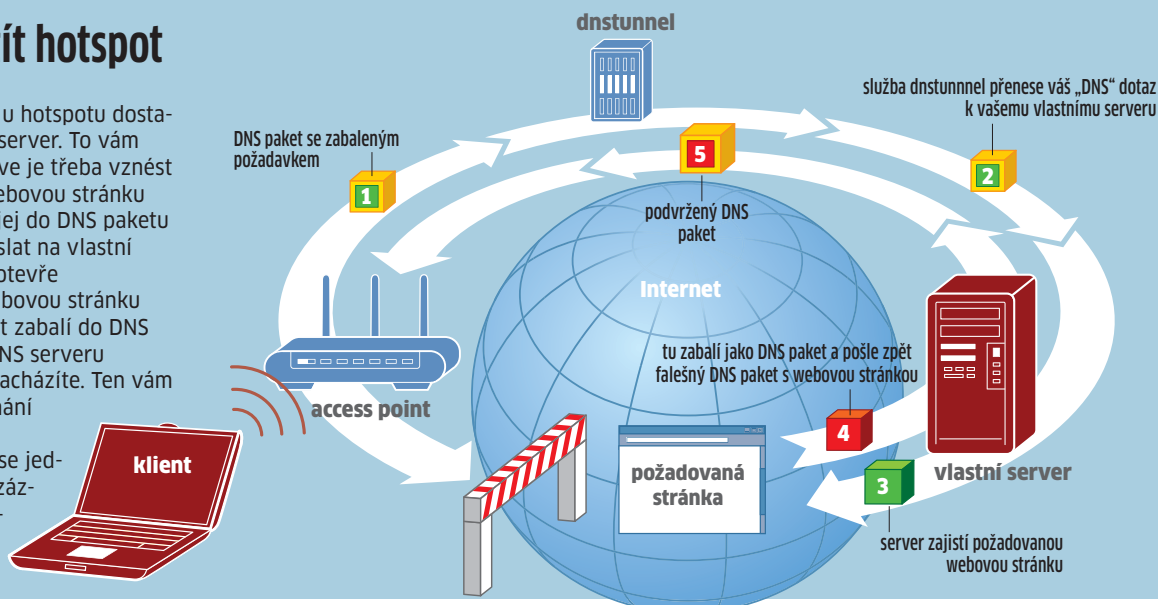 ít hotspot
u hotspotu dosta-
server. To vám
ve je třeba vznést
ebovou stránku
jej do DNS paketu
slat na vlastní
otevře
bovou stránku
t zabalí do DNS
NS serveru
acházíte. Ten vám
ání
se jed-
záz-
-
dnstunnel
služba dnstunnnel přenese váš „DNS“ dotaz
k vašemu vlastnímu serveru
DNS paket se zabaleným
požadavkem
1
5
2
podvržený DNS
paket
Internet
tu zabalí jako DNS paket a pošle zpět
falešný DNS paket s webovou stránkou
access point
4
klient
požadovaná
stránka
vlastní server
3
server zajistí požadovanou
webovou stránku